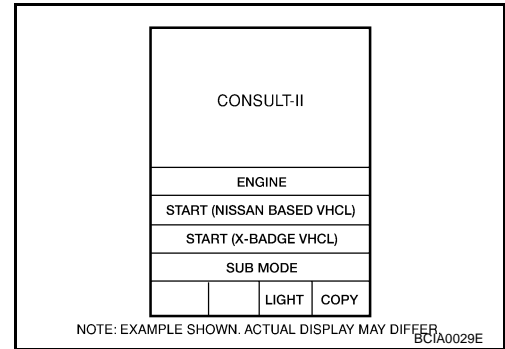 CONSULT-II
ENGINE
START (NISSAN BASED VHCL)
START (X-BADGE VHCL)
SUB MODE
LIGHT COPY
NOTE: EXAMPLE SHOWN. ACTUAL DISPLAY MAY DIFFER.
BCIA0029E